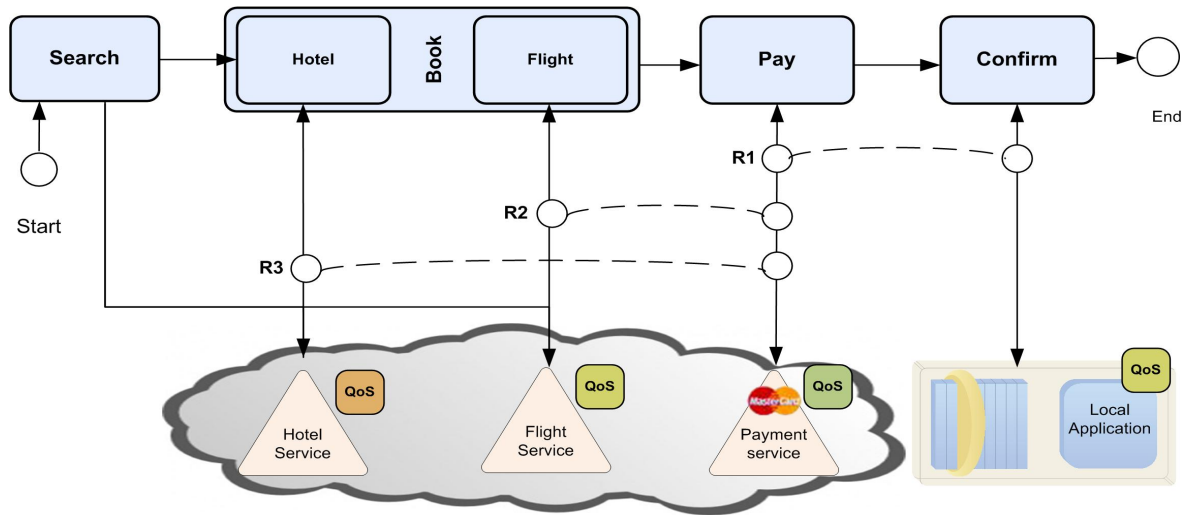 Search
Hotel
Book
Flight
Pay
Confirm
End
Start
R1
R2
R3
QoS
Hotel
Service
QoS
Flight
Service
MasterCard
QoS
Payment
service
QoS
Local
Application